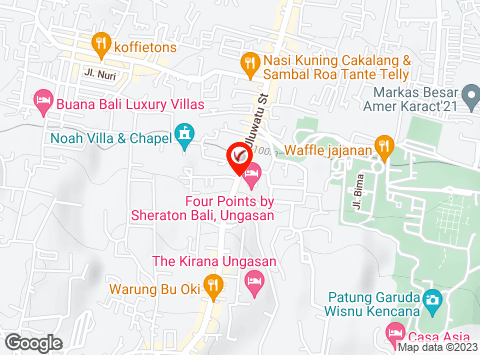 koffietons
Nasi Kuning Cakalang &
Sambal Roa Tante Telly
Jl. Nuri
Markas Besar
Amer Karact'21
Buana Bali Luxury Villas
Noah Villa & Chapel
luwatu St
100
Waffle jajanan
Jl. Bima
Four Points by
Sheraton Bali, Ungasan
The Kirana Ungasan
Warung Bu Oki
Patung Garuda
Wisnu Kencana
Casa Asia
Google
Map data ©2023